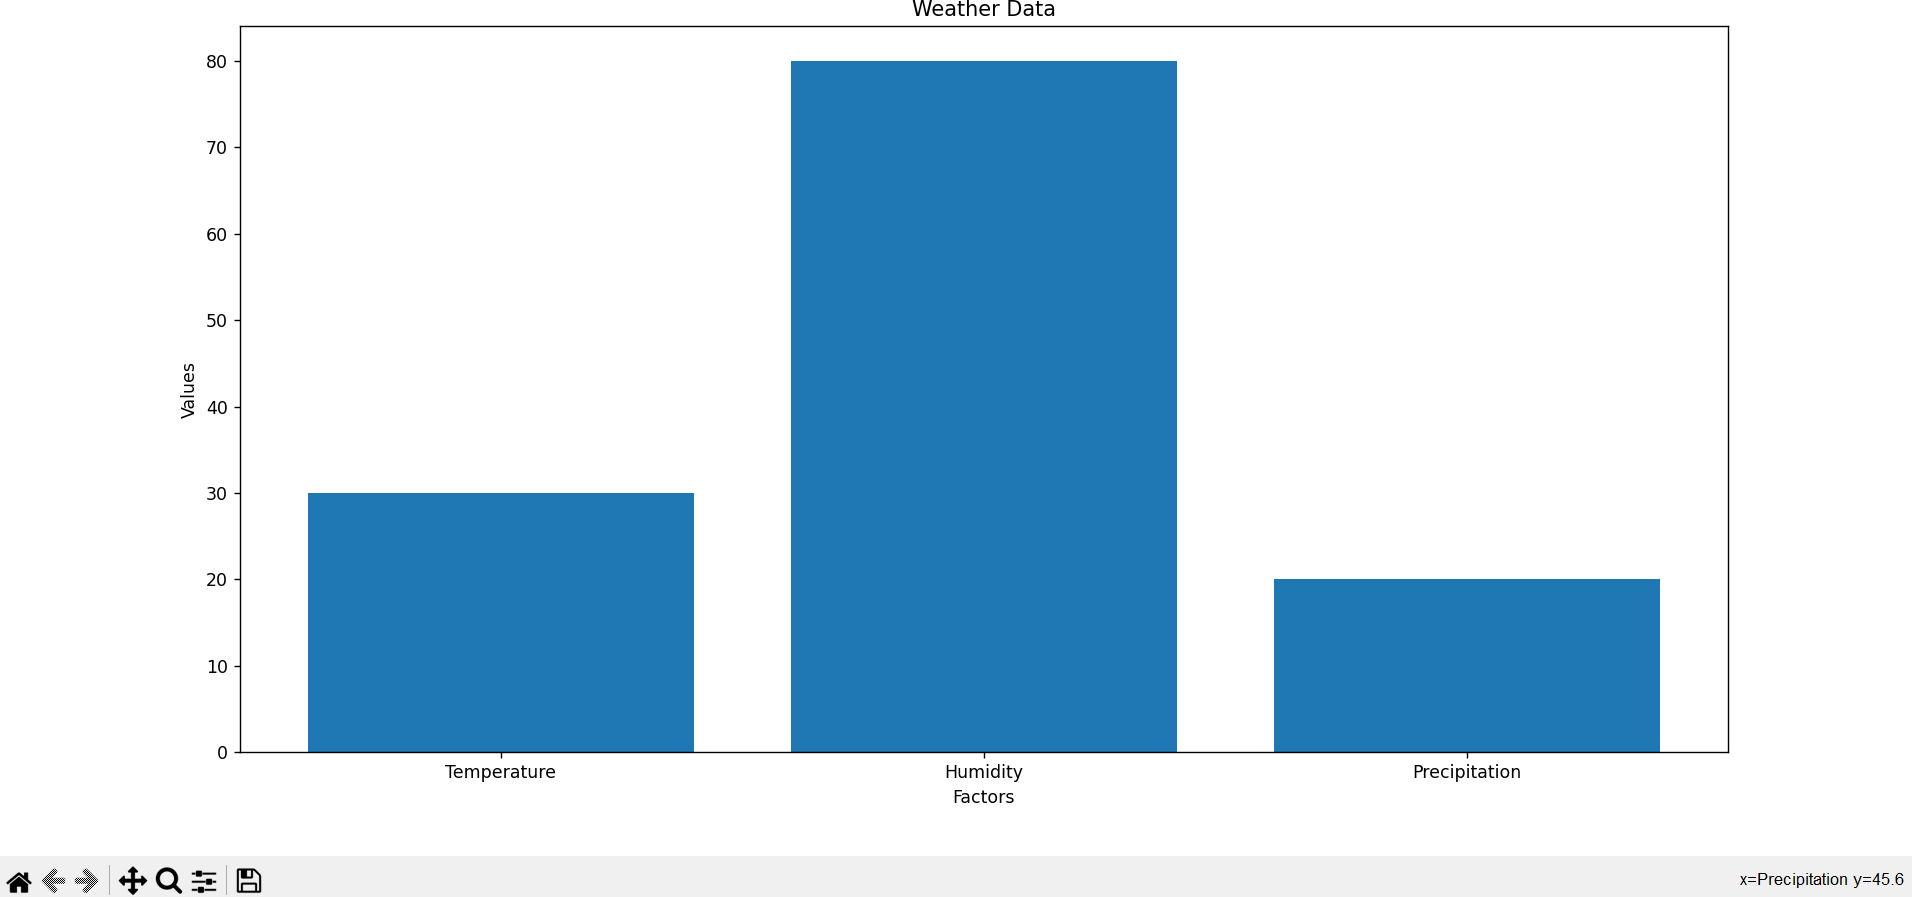 Weather Data
80
70
60
50
40
30
20
10
0
Values
Temperature Humidity Precipitation
Factors
x=Precipitation y=45.6